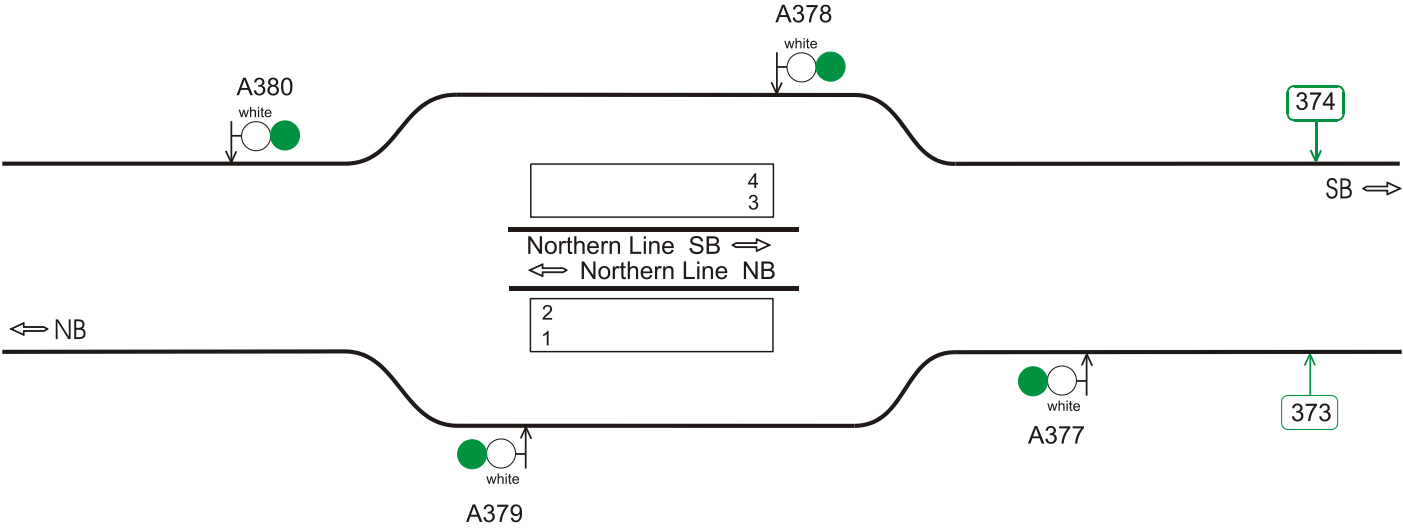 A378
white
A380
white
374
SB
4
3
Northern Line SB
Northern Line NB
2
1
NB
white
373
A377
white
A379